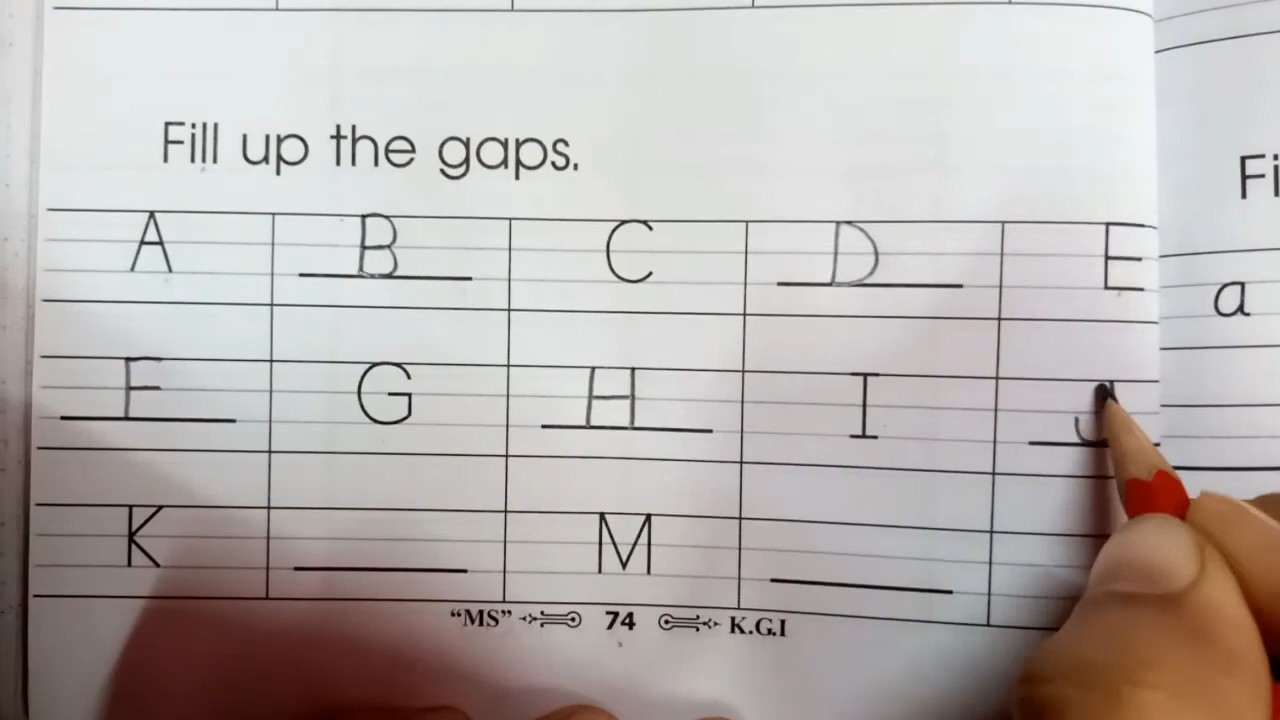 Fill up the gaps.
A B C D E
F G H I J
K M
"MS" 74 K.G.I
Fi
a